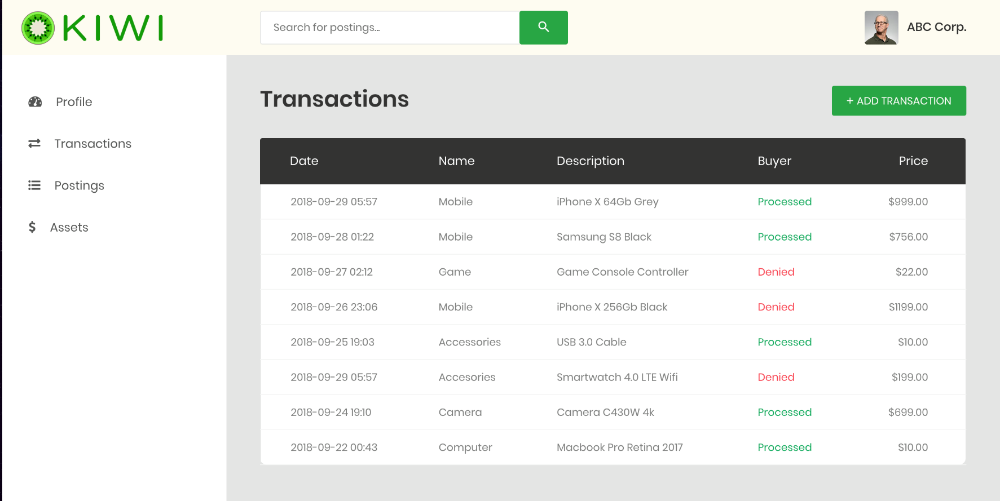 KIWI
Search for postings...
ABC Corp.
Profile
Transactions
Postings
Assets
Transactions
+ ADD TRANSACTION
Date Name Description Buyer Price
2018-09-29 05:57 Mobile iPhone X 64Gb Grey Processed $999.00
2018-09-28 01:22 Mobile Samsung S8 Black Processed $756.00
2018-09-27 02:12 Game Game Console Controller Denied $22.00
2018-09-26 23:06 Mobile iPhone X 256Gb Black Denied $1199.00
2018-09-25 19:03 Accessories USB 3.0 Cable Processed $10.00
2018-09-29 05:57 Accesories Smartwatch 4.0 LTE Wifi Denied $199.00
2018-09-24 19:10 Camera Camera C430W 4k Processed $699.00
2018-09-22 00:43 Computer Macbook Pro Retina 2017 Processed $10.00